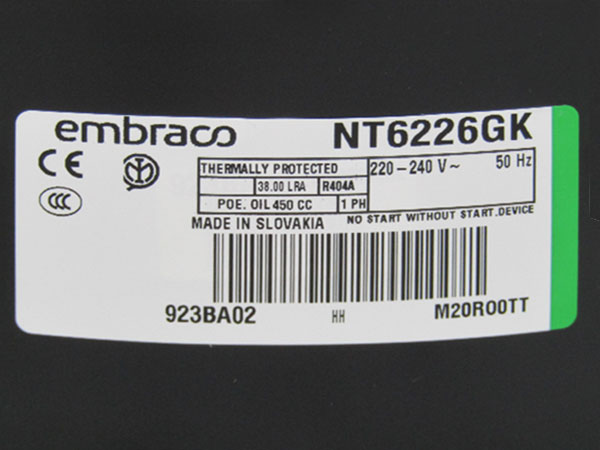 embraco NT6226GK
CE
CCC
THERMALLY PROTECTED 220-240 V~ 50 Hz
38.00 LRA R404A
POE. OIL 450 CC 1 PH
MADE IN SLOVAKIA NO START WITHOUT START.DEVICE
923BA02 HH M20R00TT